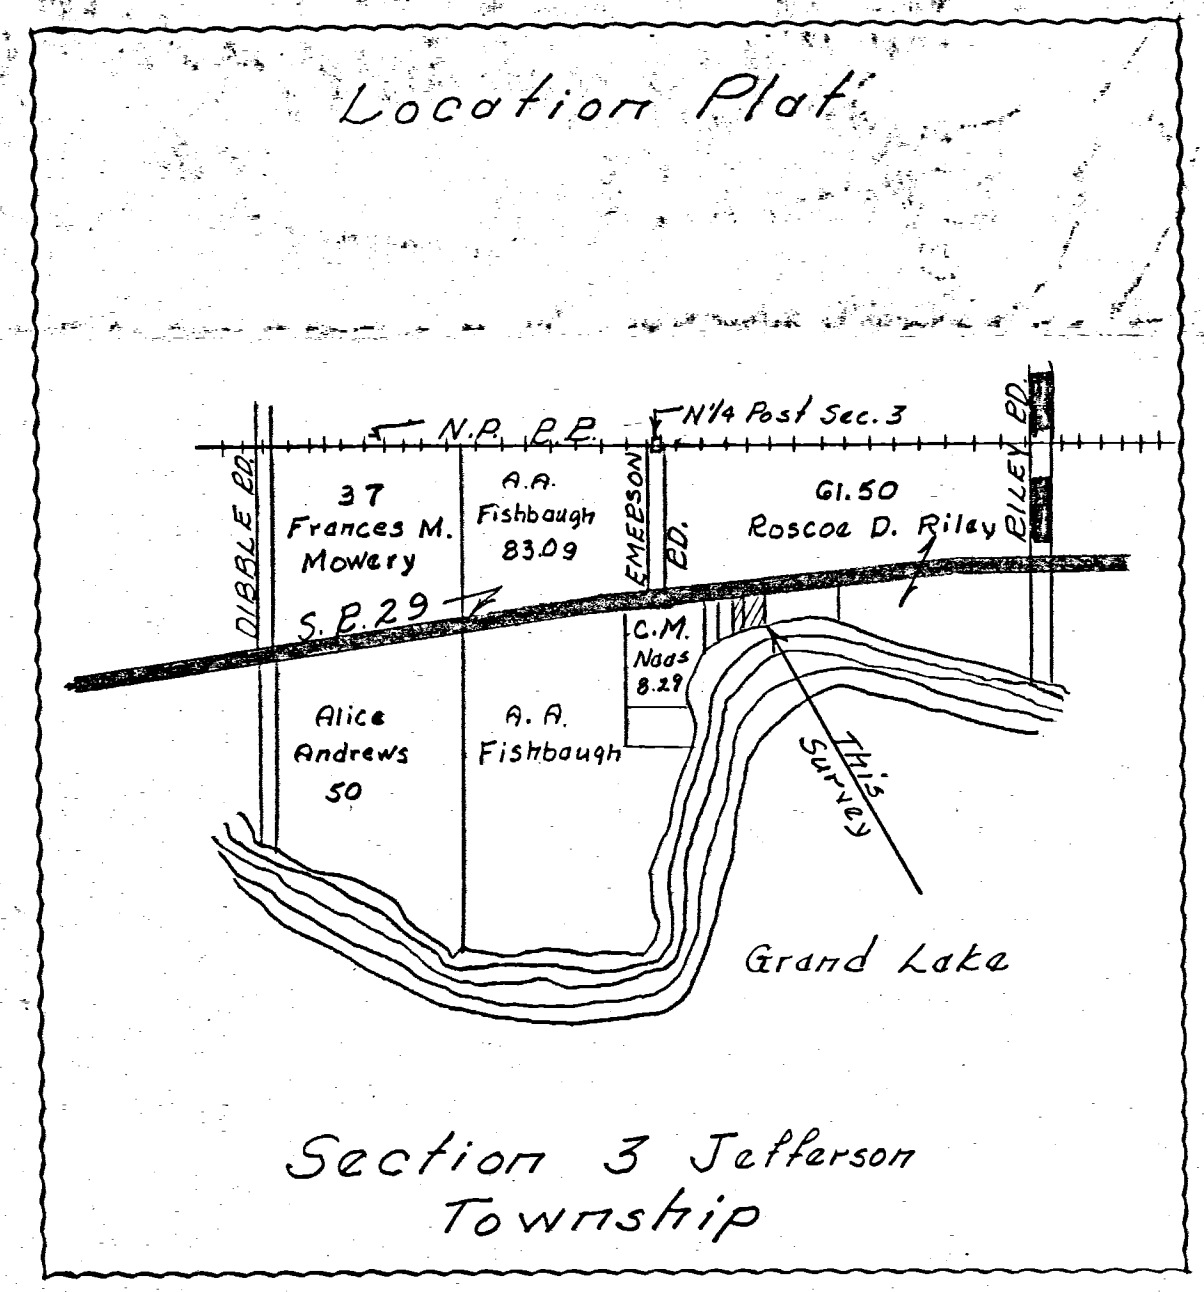 Location Plat
N.R. R.R.
N 1/4 Post Sec. 3
DIBBLE RD.
37
Frances M.
Mowery
A.A.
Fishbaugh
83.09
EMERSON RD.
61.50
Roscoe D. Riley
RILEY RD.
S.R. 29
C.M.
Naas
8.29
Alice
Andrews
50
A. A.
Fishbaugh
This
Survey
Grand Lake
Section 3 Jefferson
Township